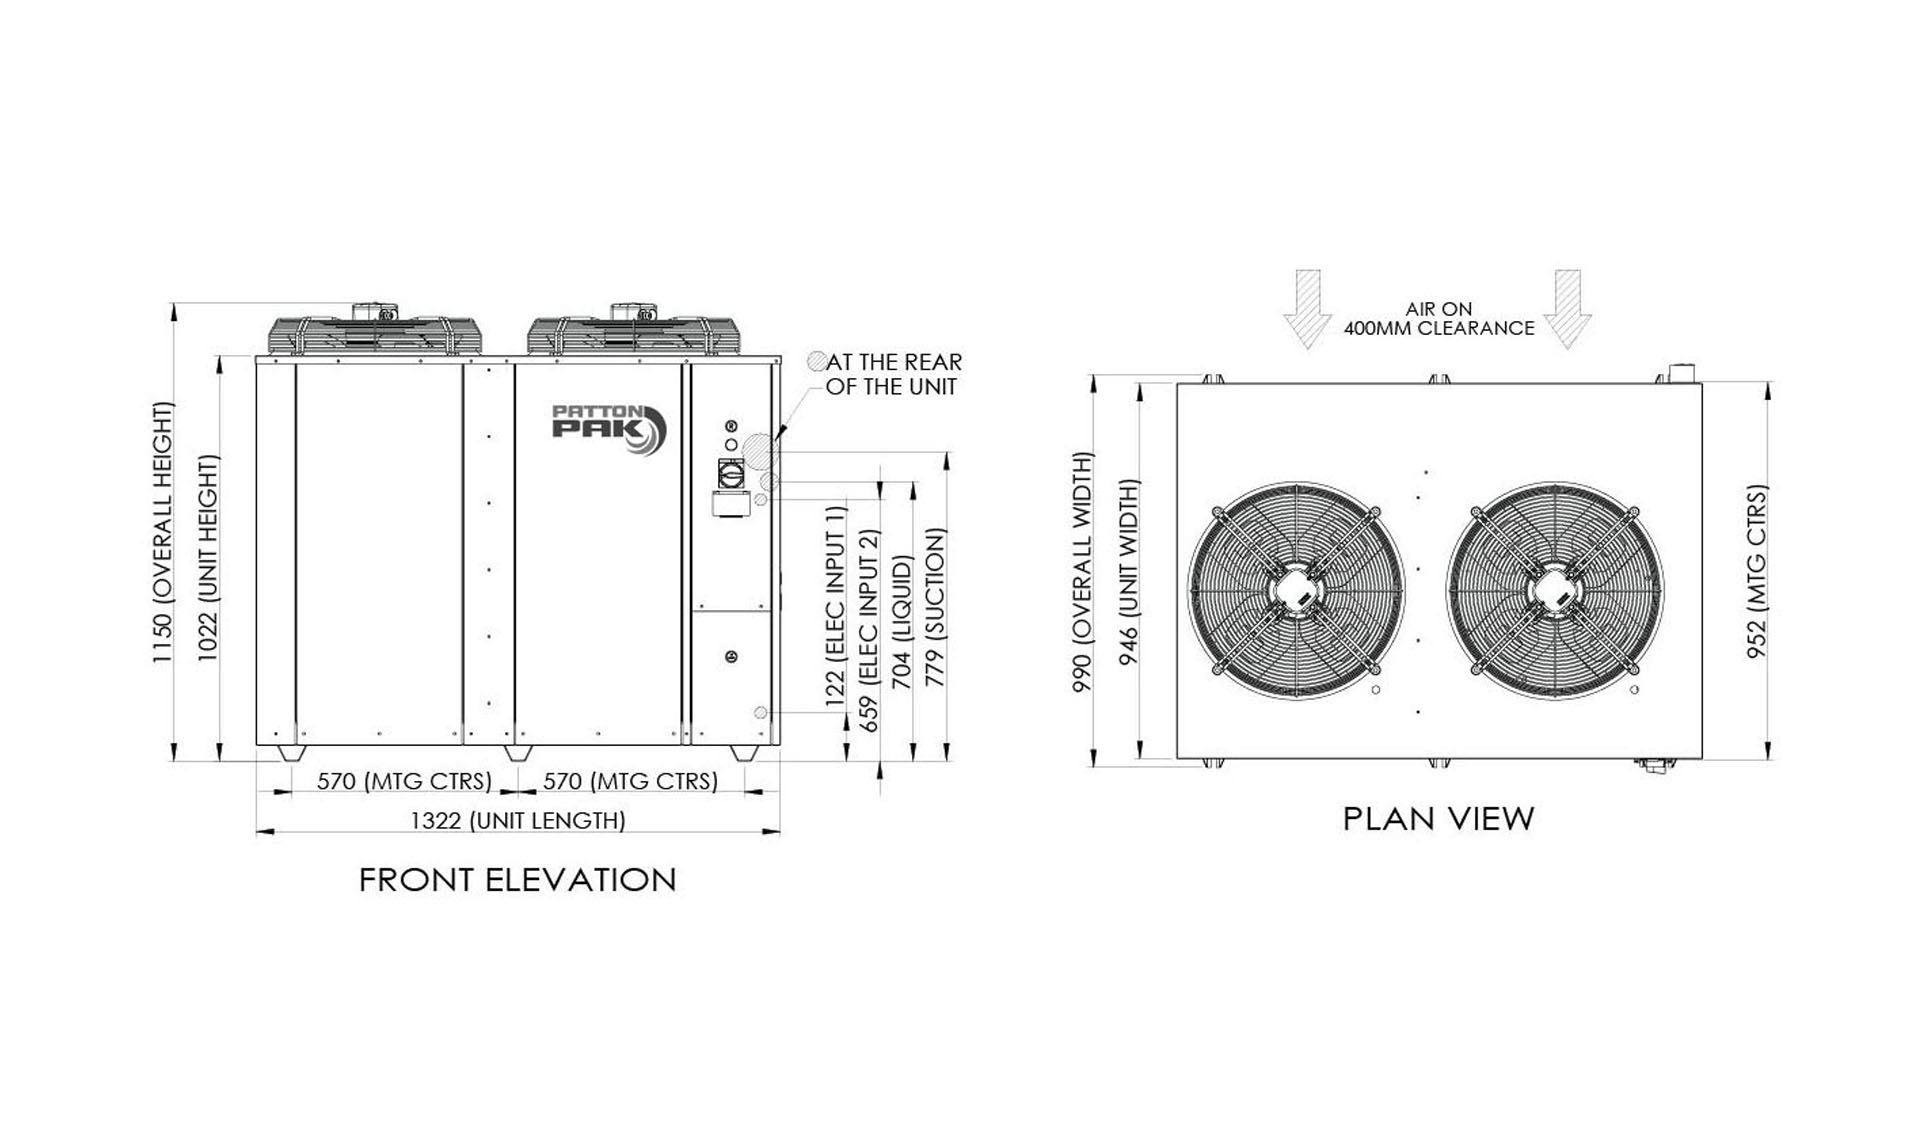 1150 (OVERALL HEIGHT)
1022 (UNIT HEIGHT)
PATTON
PAK
AT THE REAR
OF THE UNIT
122 (ELEC INPUT 1)
659 (ELEC INPUT 2)
704 (LIQUID)
779 (SUCTION)
570 (MTG CTRS)
570 (MTG CTRS)
1322 (UNIT LENGTH)
FRONT ELEVATION
AIR ON
400MM CLEARANCE
990 (OVERALL WIDTH)
946 (UNIT WIDTH)
952 (MTG CTRS)
PLAN VIEW